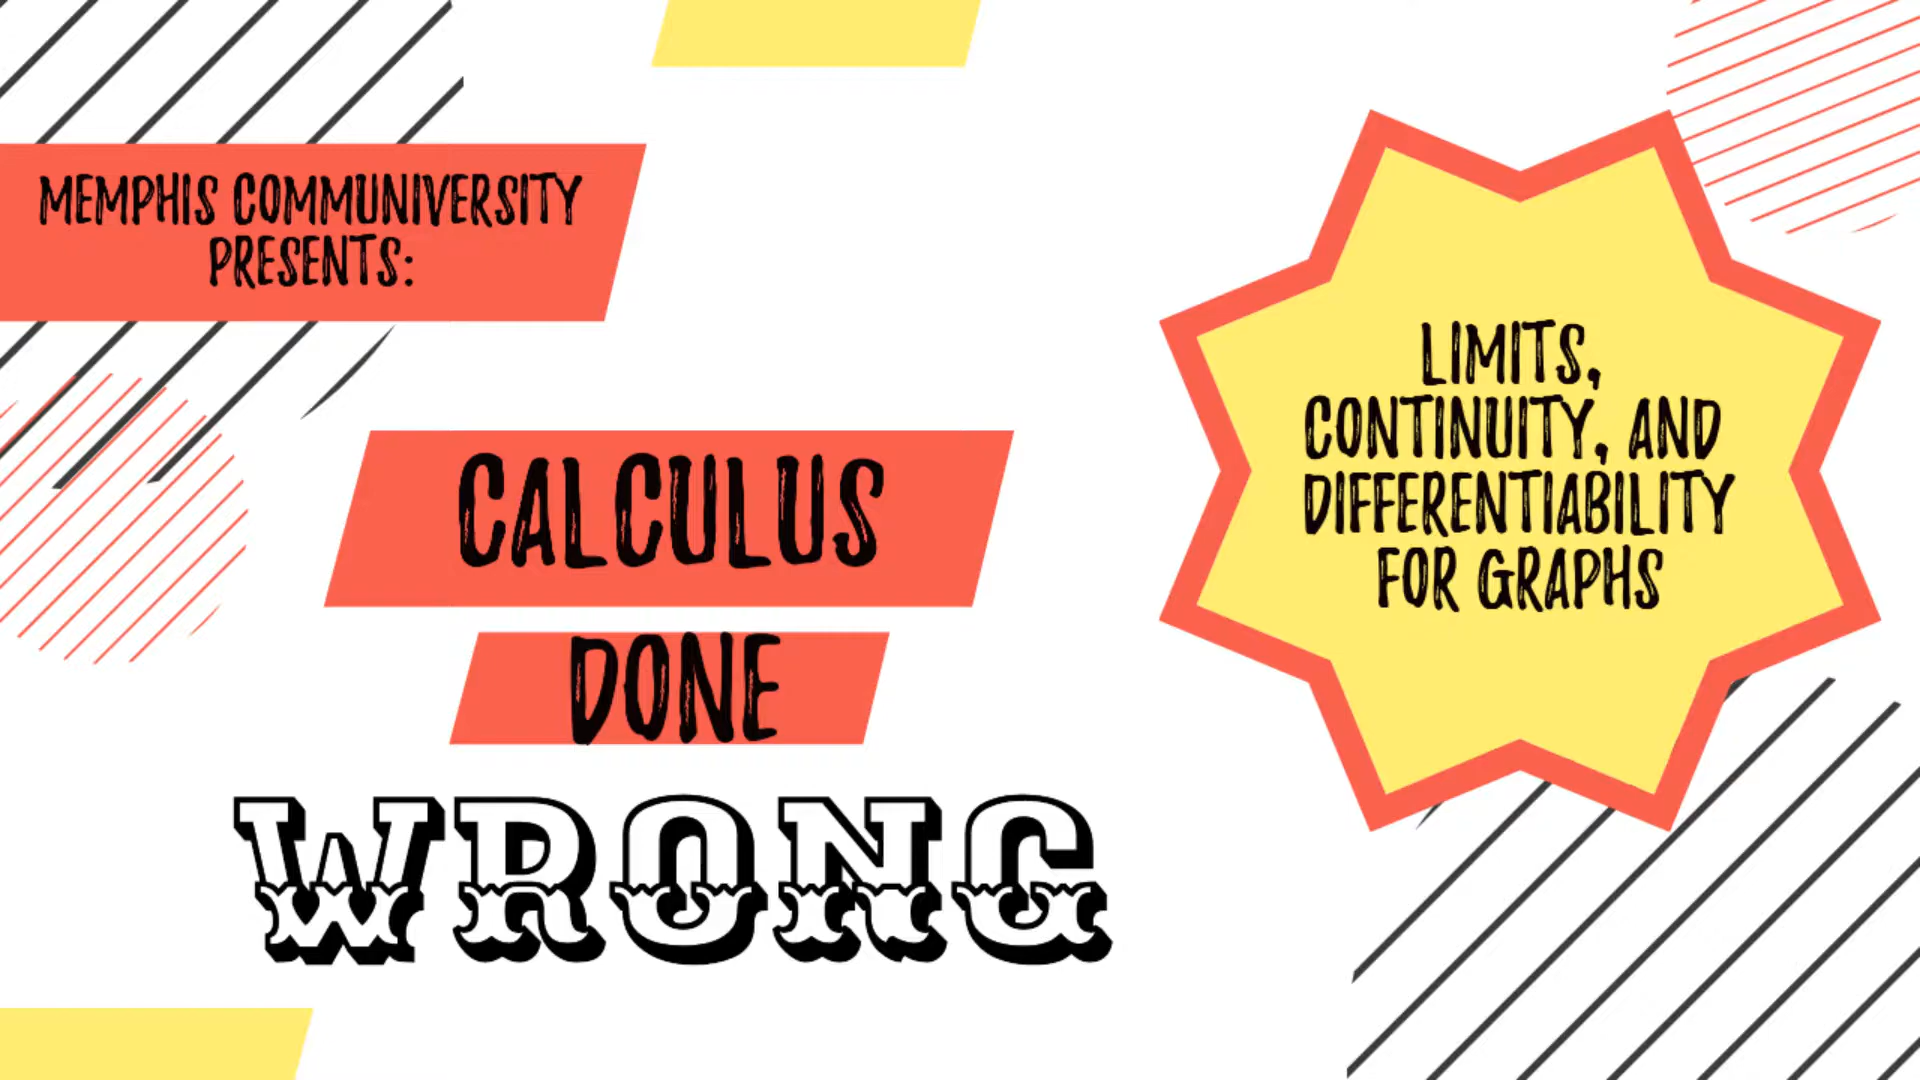 MEMPHIS COMMUNIVERSITY
PRESENTS:
CALCULUS
DONE
WRONG
LIMITS,
CONTINUITY, AND
DIFFERENTIABILITY
FOR GRAPHS